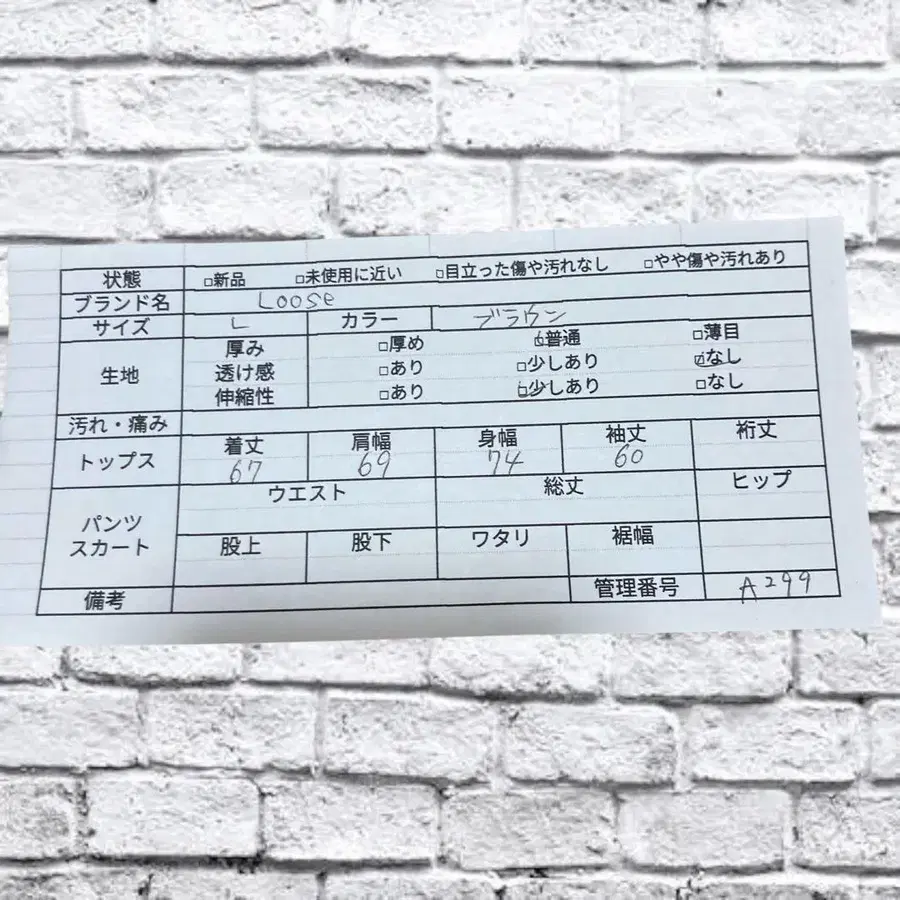 状態 □新品 □未使用に近い □目立った傷や汚れなし □やや傷や汚れあり
ブランド名 Loose
サイズ L カラー ブラウン
生地 厚み □厚め ☑普通 □薄目
透け感 □あり □少しあり ☑なし
伸縮性 □あり ☑少しあり □なし
汚れ・痛み
トップス 着丈 肩幅 身幅 袖丈 裄丈
67 69 74 60
パンツ スカート ウエスト 総丈 ヒップ
股上 股下 ワタリ 裾幅
備考 管理番号 A299